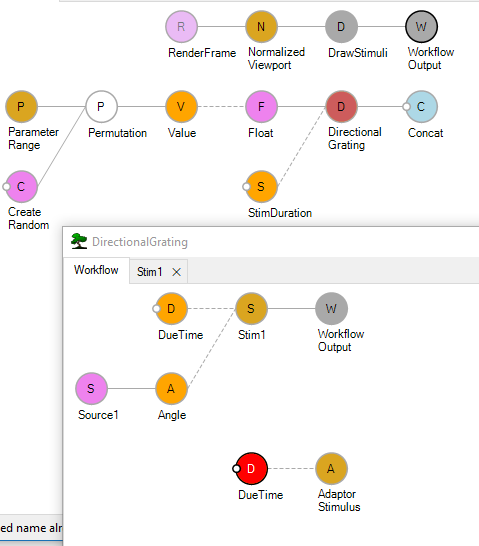 R
N
D
W
RenderFrame
Normalized
Viewport
DrawStimuli
Workflow
Output
P
P
V
F
D
C
Parameter
Range
Permutation
Value
Float
Directional
Grating
Concat
C
S
Create
Random
StimDuration
DirectionalGrating
Workflow
Stim1
D
S
W
DueTime
Stim1
Workflow
Output
S
A
Source1
Angle
D
A
DueTime
Adaptor
Stimulus
ed name